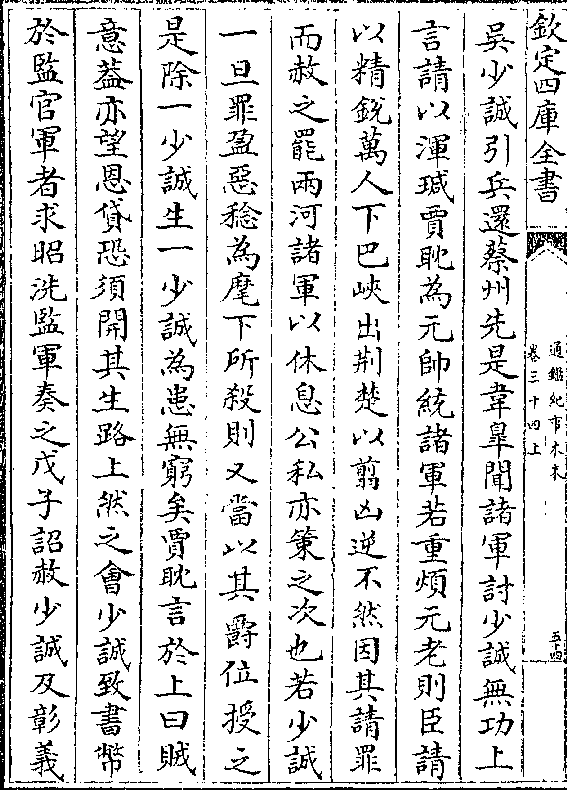 欽定四庫全書
通鑑紀事本末
卷三十四上
五十四
吳少誠引兵還蔡州先是韋臯聞諸軍討少誠無功上
言請以渾瑊賈耽為元帥統諸軍若重煩元老則臣請
以精銳萬人下巴峽出荆楚以翦凶逆不然因其請罪
而赦之罷兩河諸軍以休息公私亦策之次也若少誠
一旦罪盈惡稔為麾下所殺則又當以其爵位授之
是除一少誠生一少誠為患無窮矣賈耽言於上曰賊
意葢亦望恩貸恐須開其生路上然之會少誠致書幣
於監官軍者求昭洗監軍奏之戊子詔赦少誠及彰義